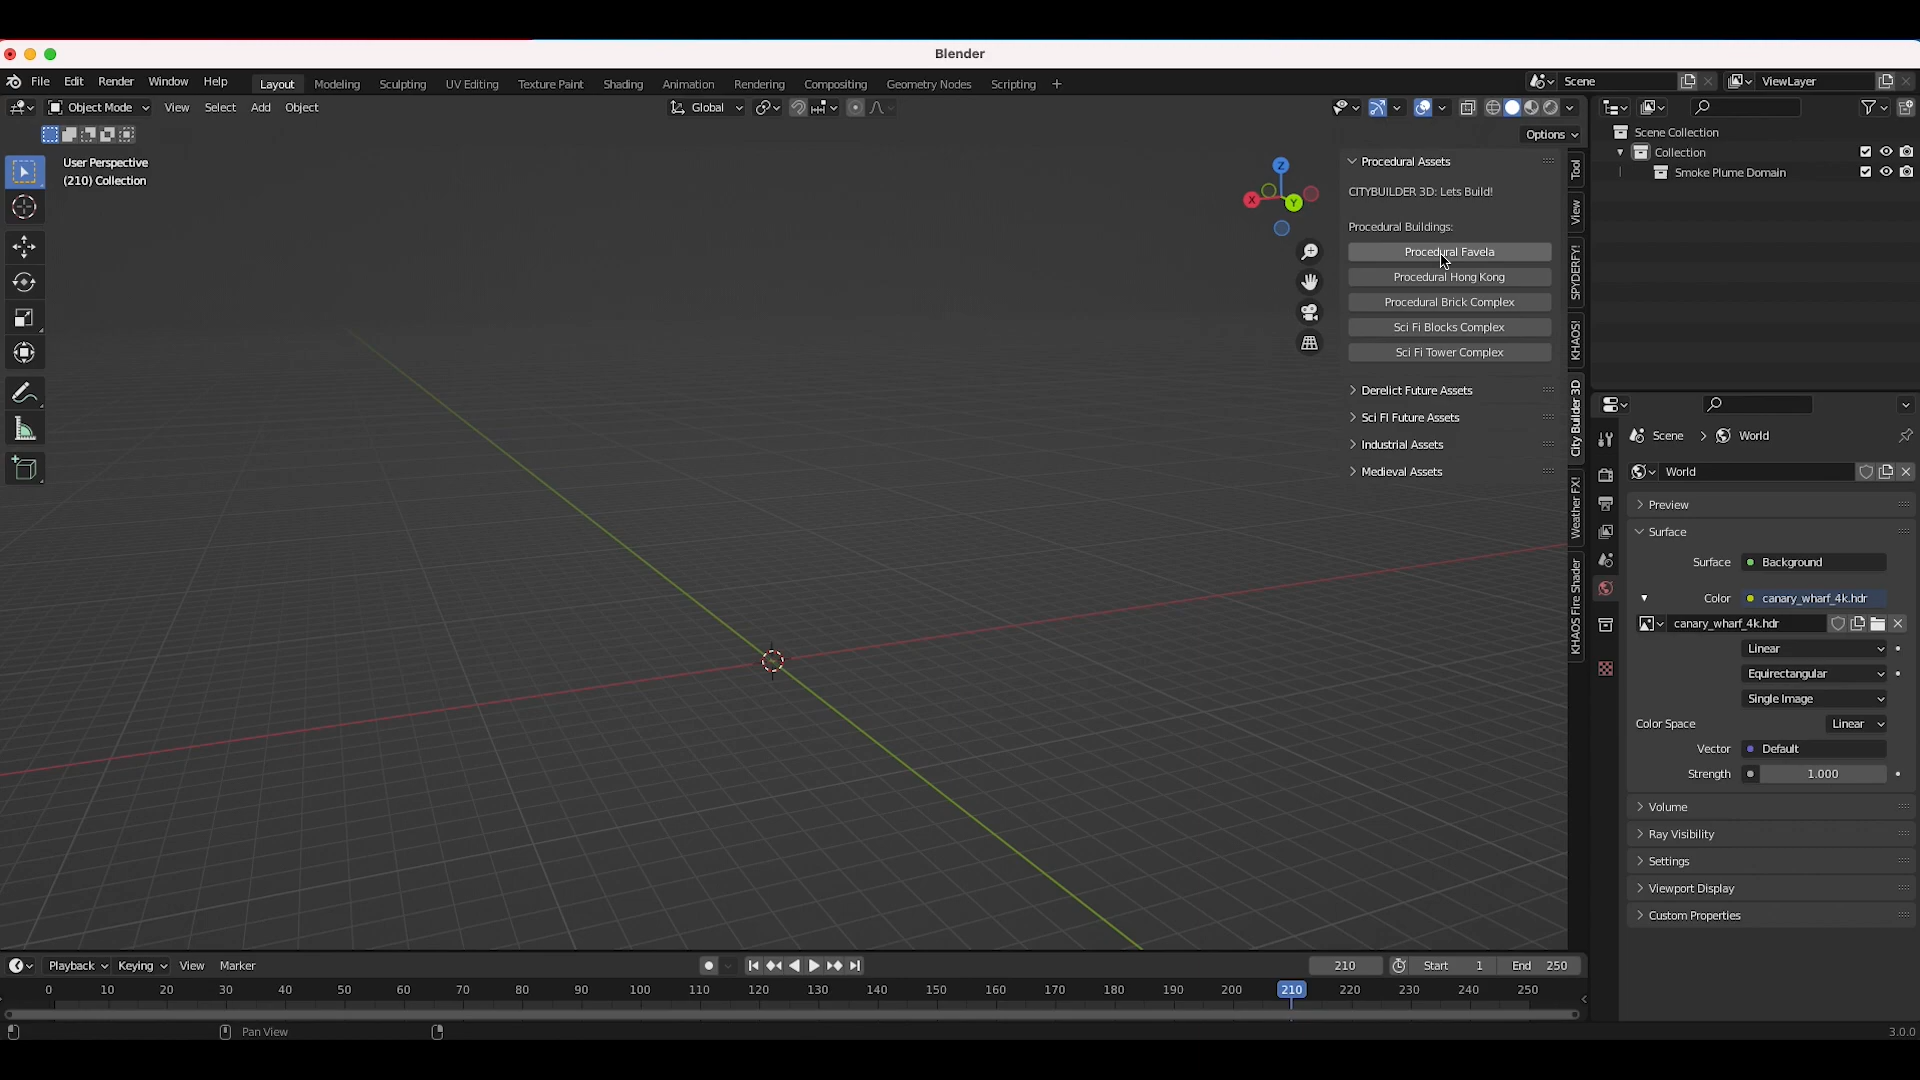 Blender
File Edit Render Window Help Layout Modeling Sculpting UV Editing Texture Paint Shading Animation Rendering Compositing Geometry Nodes Scripting + Scene ViewLayer
Object Mode View Select Add Object Global
Options
User Perspective
(210) Collection
X Y Z
Procedural Assets
CITYBUILDER 3D: Lets Build!
Procedural Buildings:
Procedural Favela
Procedural Hong Kong
Procedural Brick Complex
Sci Fi Blocks Complex
Sci Fi Tower Complex
Derelict Future Assets
Sci FI Future Assets
Industrial Assets
Medieval Assets
Tool
View
SPYDERFY!
KHAOS!
City Builder 3D
Weather FX!
KHAOS Fire Shader
Scene Collection
Collection
Smoke Plume Domain
Scene > World
World
Preview
Surface
Surface Background
Color canary_wharf_4k.hdr
canary_wharf_4k.hdr
Linear
Equirectangular
Single Image
Color Space Linear
Vector Default
Strength 1.000
Volume
Ray Visibility
Settings
Viewport Display
Custom Properties
Playback Keying View Marker 210 Start 1 End 250
0 10 20 30 40 50 60 70 80 90 100 110 120 130 140 150 160 170 180 190 200 210 220 230 240 250
Pan View 3.0.0